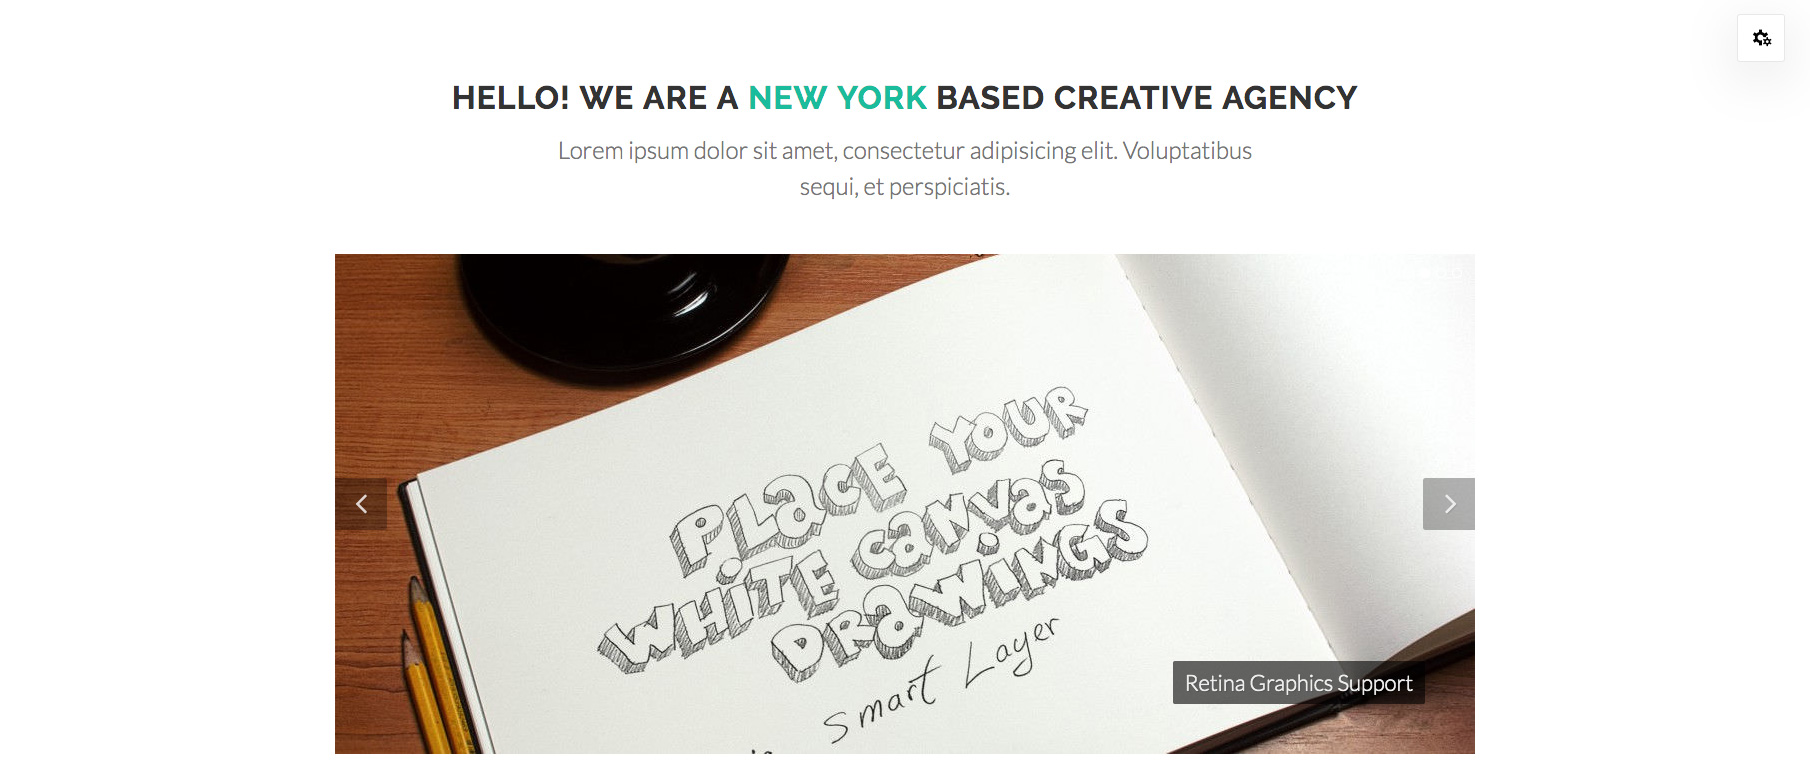 HELLO! WE ARE A NEW YORK BASED CREATIVE AGENCY
Lorem ipsum dolor sit amet, consectetur adipisicing elit. Voluptatibus
sequi, et perspiciatis.
PLaCE YOUR
WHiTE CaNVaS
DRaWiNGS
Smart Layer
Retina Graphics Support